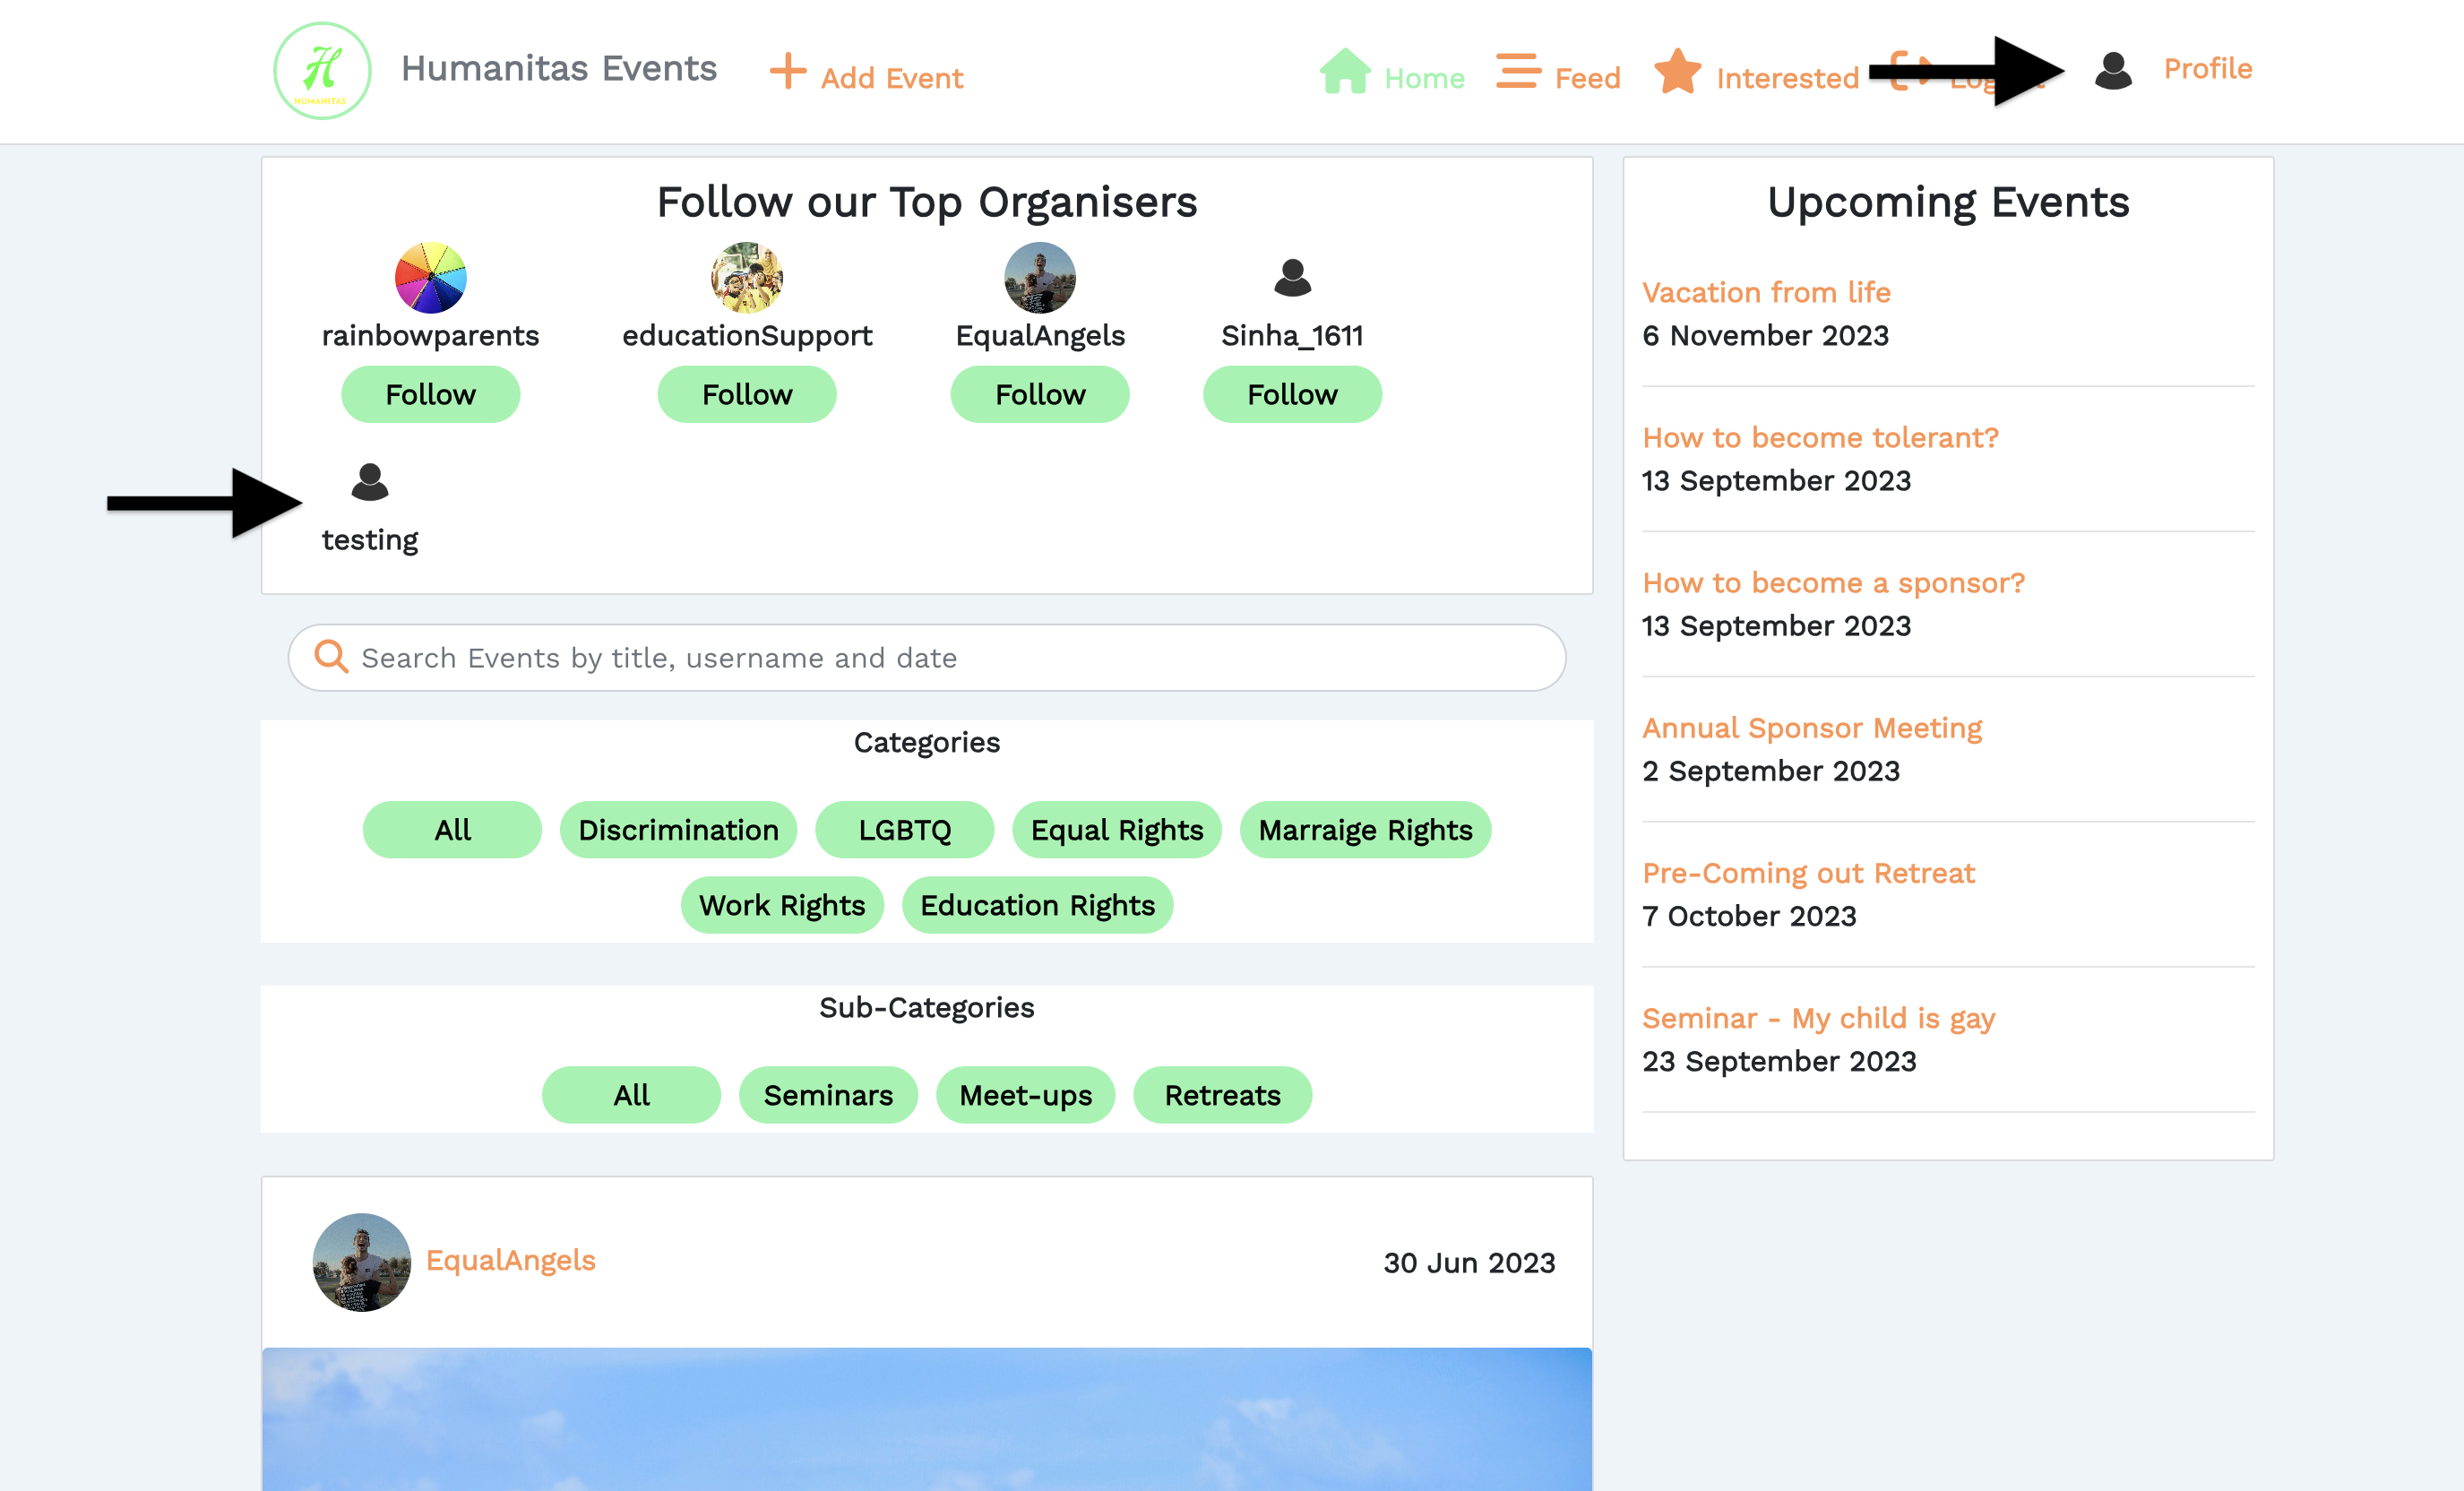 H
HUMANITAS
Humanitas Events
Add Event
Home
Feed
Interested
Profile
Follow our Top Organisers
rainbowparents
educationSupport
EqualAngels
Sinha_1611
Follow
Follow
Follow
Follow
testing
Search Events by title, username and date
Categories
All
Discrimination
LGBTQ
Equal Rights
Marraige Rights
Work Rights
Education Rights
Sub-Categories
All
Seminars
Meet-ups
Retreats
EqualAngels
30 Jun 2023
Upcoming Events
Vacation from life
6 November 2023
How to become tolerant?
13 September 2023
How to become a sponsor?
13 September 2023
Annual Sponsor Meeting
2 September 2023
Pre-Coming out Retreat
7 October 2023
Seminar - My child is gay
23 September 2023